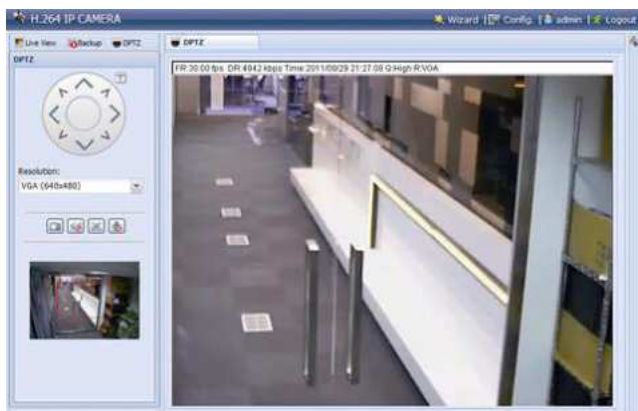 H.264 IP CAMERA
Wizard | Config. | admin | Logout
Live View Backup DPTZ
DPTZ
DPTZ
FR:30.00 fps DR:4942 kbps Time:2011/08/29 21:27:08 Q:High R:VGA
Resolution:
VGA (640x480)